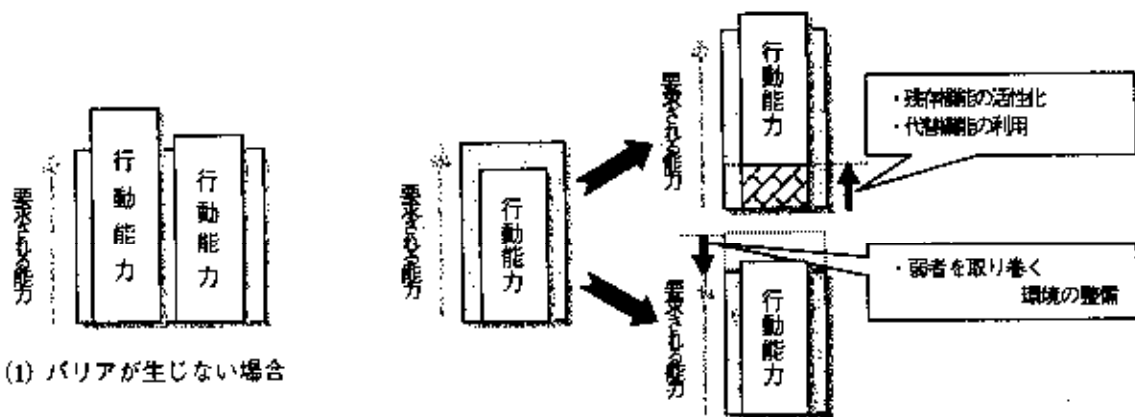 要求される能力
行動能力
行動能力
(1) バリアが生じない場合
要求される能力
行動能力
要求される能力
行動能力
・残存機能の活性化
・代替機能の利用
要求される能力
行動能力
・弱者を取り巻く
環境の整備